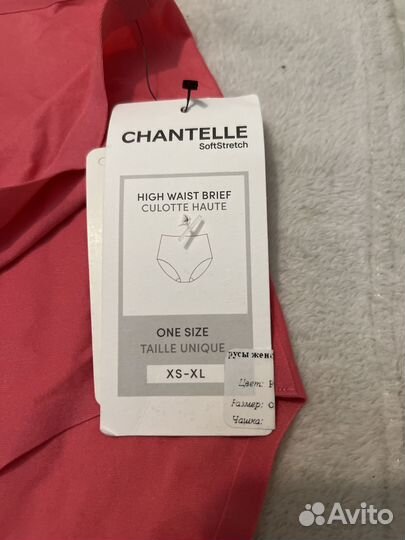 CHANTELLE
SoftStretch
HIGH WAIST BRIEF
CULOTTE HAUTE
ONE SIZE
TAILLE UNIQUE
XS-XL
русы жен
Цвет:
Размер:
Чашка:
Avito